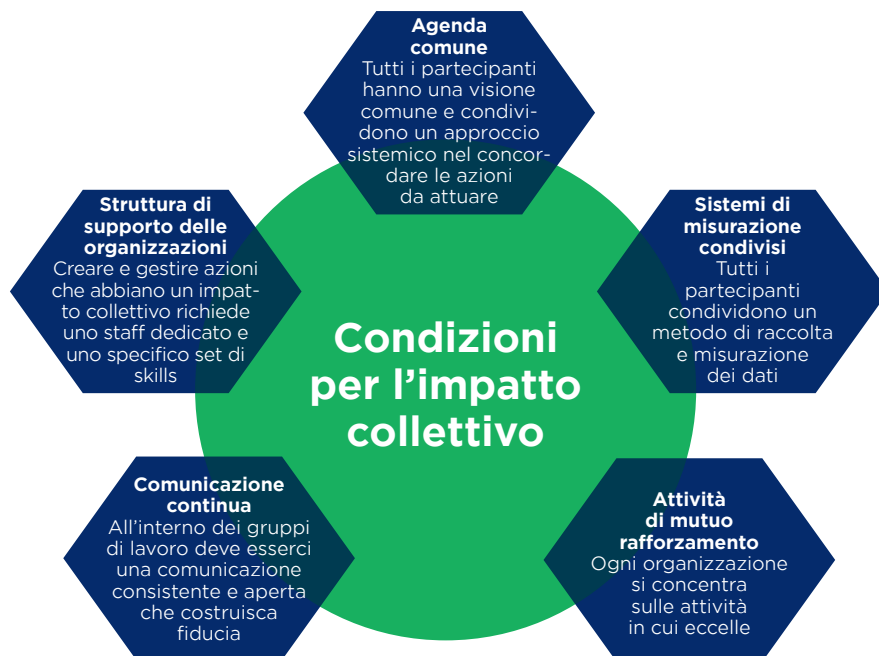 Agenda
comune
Tutti i partecipanti
hanno una visione
comune e condivi-
dono un approccio
sistemico nel concor-
dare le azioni
da attuare
Struttura di
supporto delle
organizzazioni
Creare e gestire azioni
che abbiano un impat-
to collettivo richiede
uno staff dedicato e
uno specifico set di
skills
Sistemi di
misurazione
condivisi
Tutti i
partecipanti
condividono un
metodo di raccolta
e misurazione
dei dati
Condizioni
per l’impatto
collettivo
Comunicazione
continua
All’interno dei gruppi
di lavoro deve esserci
una comunicazione
consistente e aperta
che costruisca
fiducia
Attività
di mutuo
rafforzamento
Ogni organizzazione
si concentra
sulle attività
in cui eccelle